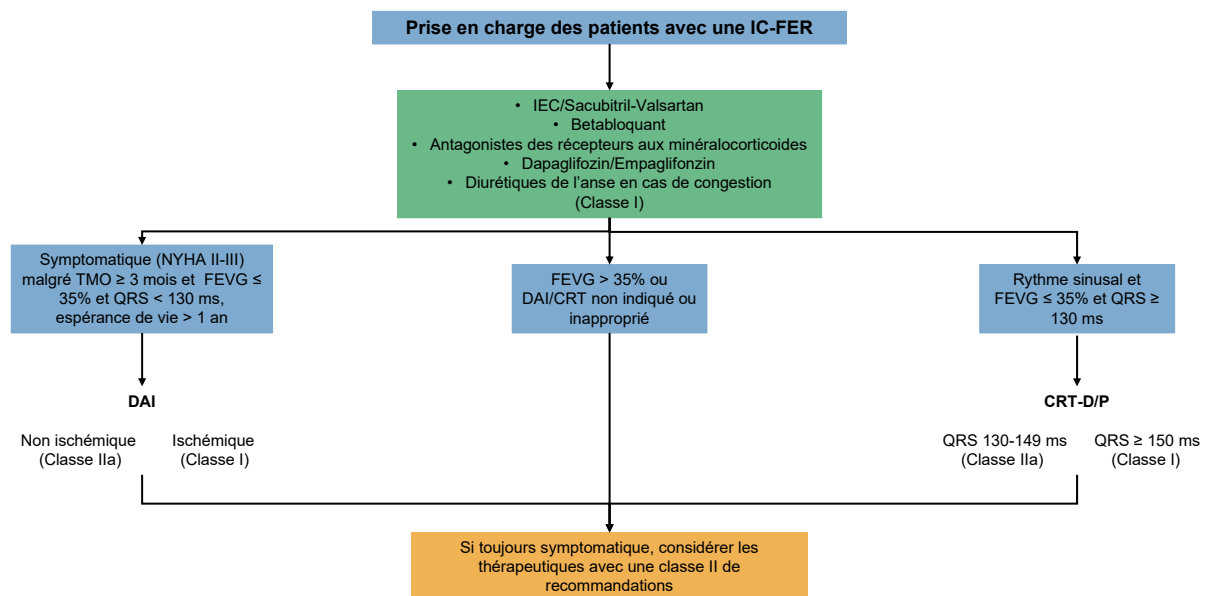 Prise en charge des patients avec une IC-FER
• IEC/Sacubitril-Valsartan
• Betabloquant
• Antagonistes des récepteurs aux minéralocorticoides
• Dapaglifozin/Empaglifonzin
• Diurétiques de l'anse en cas de congestion
(Classe I)
Symptomatique (NYHA II-III)
malgré TMO ≥ 3 mois et FEVG ≤
35% et QRS < 130 ms,
espérance de vie > 1 an
FEVG > 35% ou
DAI/CRT non indiqué ou
inapproprié
Rythme sinusal et
FEVG ≤ 35% et QRS ≥
130 ms
DAI
Non ischémique
(Classe IIa)
Ischémique
(Classe I)
CRT-D/P
QRS 130-149 ms
(Classe IIa)
QRS ≥ 150 ms
(Classe I)
Si toujours symptomatique, considérer les
thérapeutiques avec une classe II de
recommandations